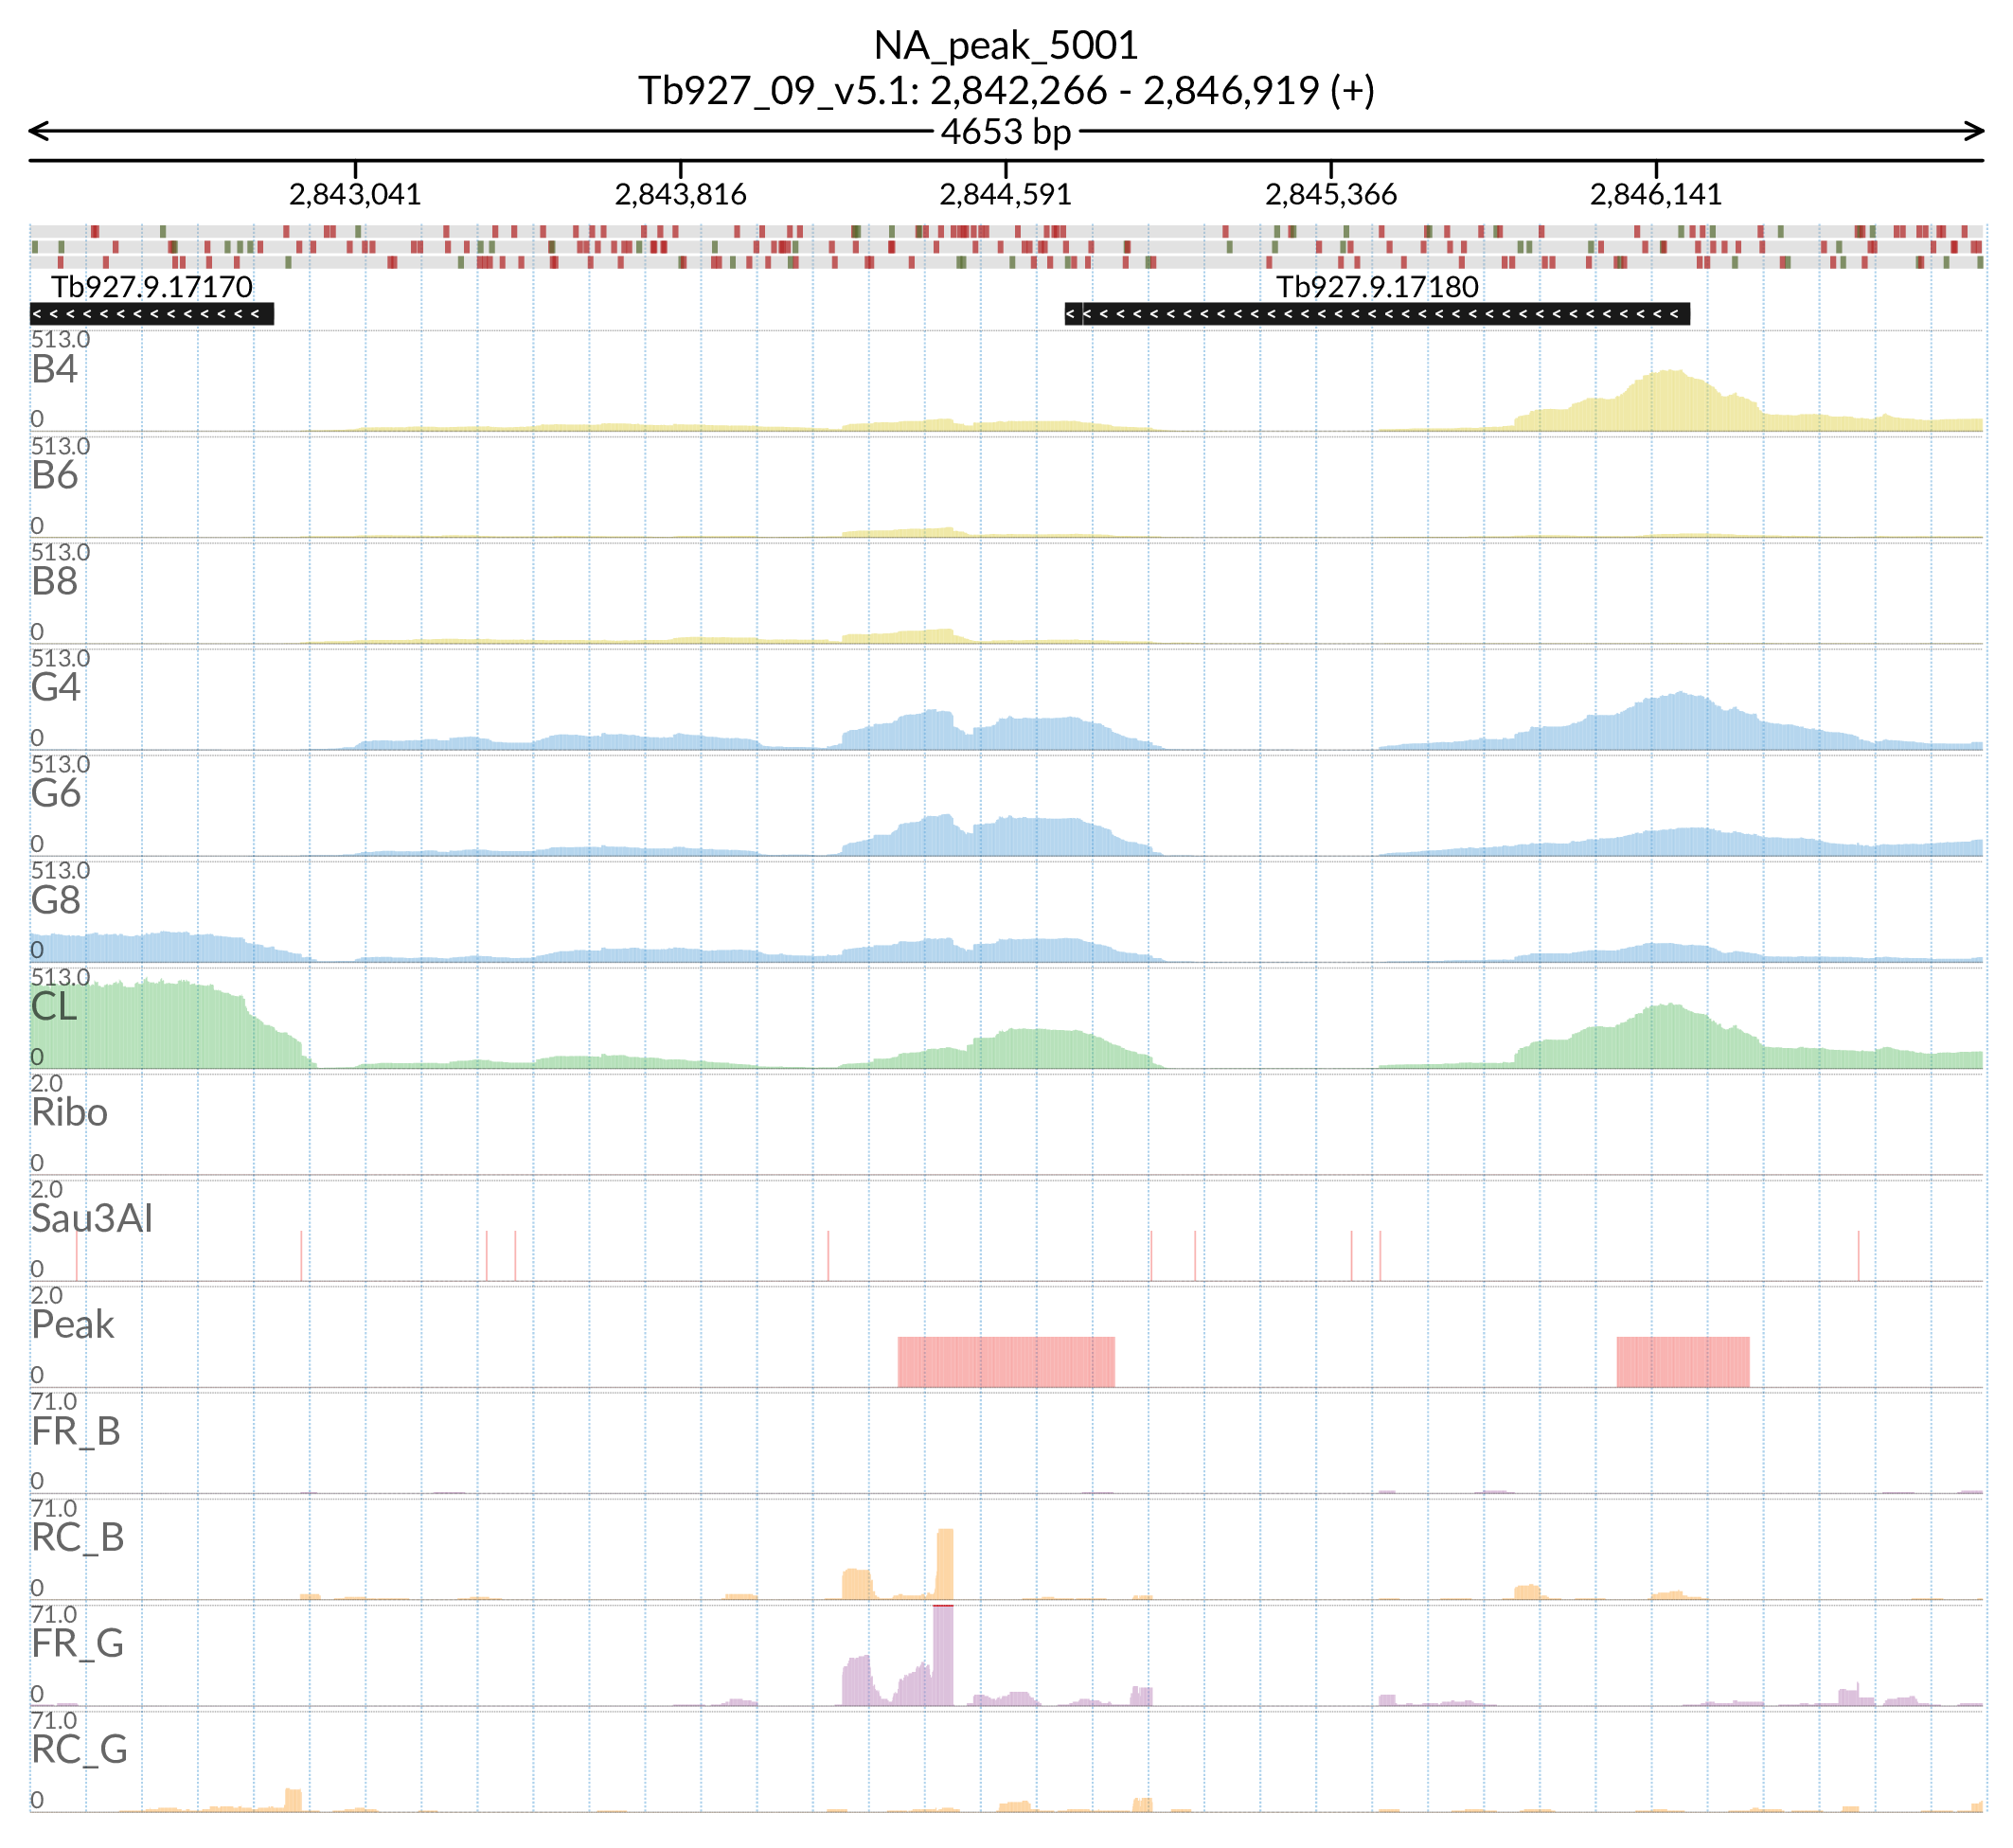 NA_peak_5001
Tb927_09_v5.1: 2,842,266 - 2,846,919 (+)
4653 bp
2,843,041 2,843,816 2,844,591 2,845,366 2,846,141
Tb927.9.17170 Tb927.9.17180
513.0
B4
0
513.0
B6
0
513.0
B8
0
513.0
G4
0
513.0
G6
0
513.0
G8
0
513.0
CL
0
2.0
Ribo
0
2.0
Sau3AI
0
2.0
Peak
0
71.0
FR_B
0
71.0
RC_B
0
71.0
FR_G
0
71.0
RC_G
0